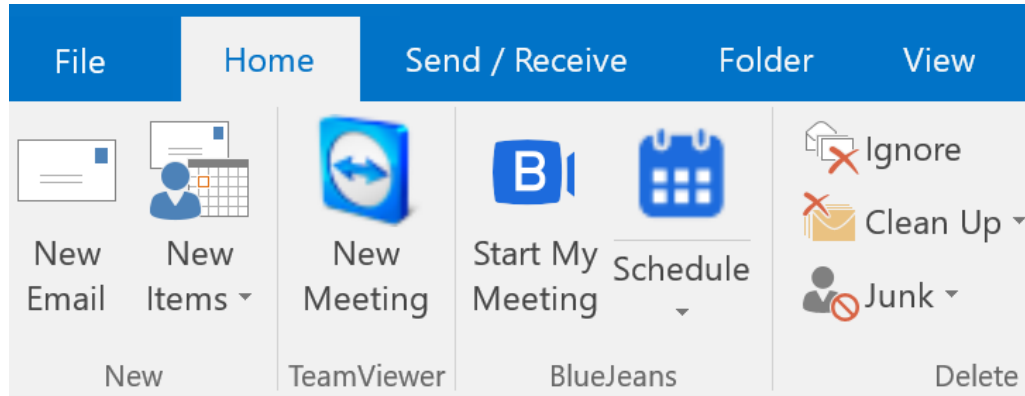 File Home Send / Receive Folder View
New Email
New Items
New Meeting
B
Start My Meeting
Schedule
Ignore
Clean Up
Junk
New TeamViewer BlueJeans Delete